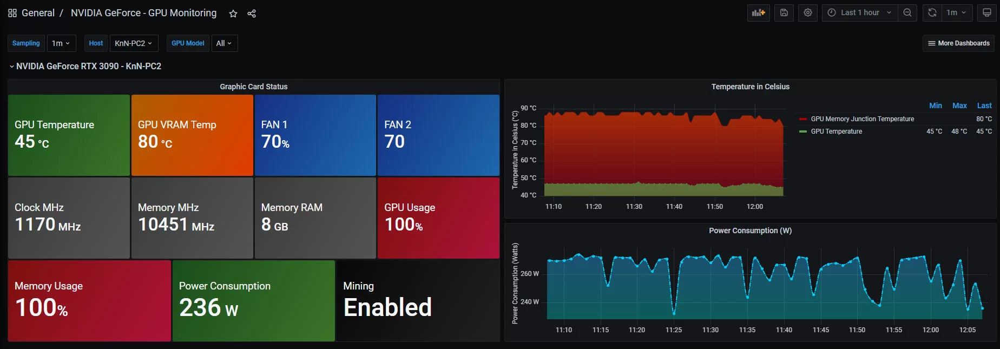 General / NVIDIA GeForce - GPU Monitoring
Last 1 hour
1m
Sampling 1m Host KnN-PC2 GPU Model All
More Dashboards
NVIDIA GeForce RTX 3090 - KnN-PC2
Graphic Card Status
GPU Temperature
45 °C
GPU VRAM Temp
80 °C
FAN 1
70%
FAN 2
70
Clock MHz
1170 MHz
Memory MHz
10451 MHz
Memory RAM
8 GB
GPU Usage
100%
Memory Usage
100%
Power Consumption
236 W
Mining
Enabled
Temperature in Celsius
Temperature in Celsius (°C)
90 °C
80 °C
70 °C
60 °C
50 °C
40 °C
11:10 11:20 11:30 11:40 11:50 12:00
Min Max Last
GPU Memory Junction Temperature 80 °C
GPU Temperature 45 °C 48 °C 45 °C
Power Consumption (W)
Power Consumption (Watts)
260 W
240 W
11:10 11:15 11:20 11:25 11:30 11:35 11:40 11:45 11:50 11:55 12:00 12:05